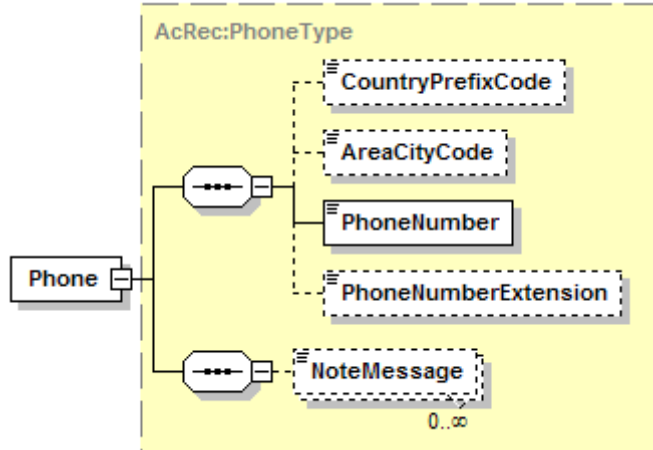 AcRec:PhoneType
CountryPrefixCode
AreaCityCode
PhoneNumber
Phone
PhoneNumberExtension
NoteMessage
0..∞